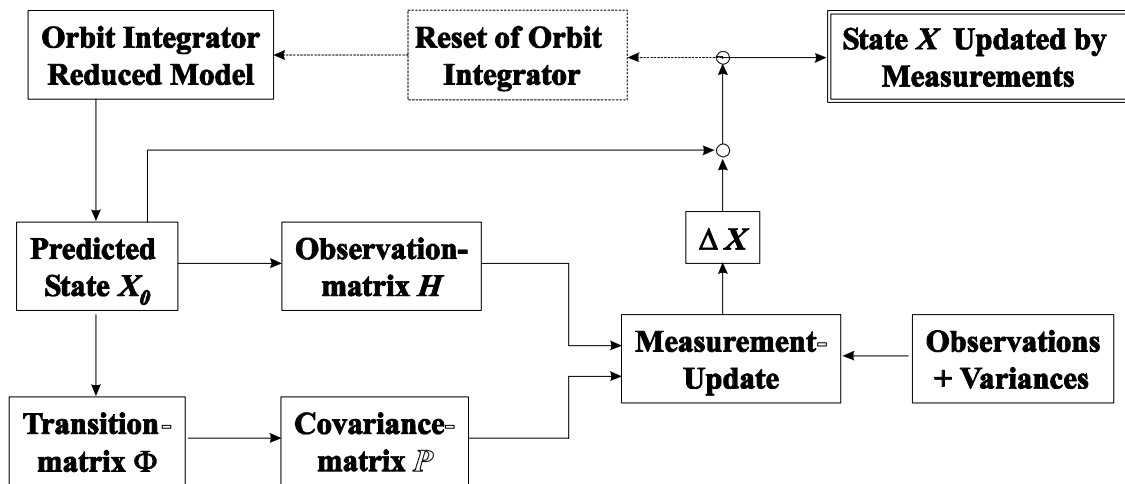 Orbit Integrator
Reduced Model
Reset of Orbit
Integrator
State X Updated by
Measurements
Δ X
Predicted
State X₀
Observation-
matrix H
Measurement-
Update
Observations
+ Variances
Transition-
matrix Φ
Covariance-
matrix ℙ